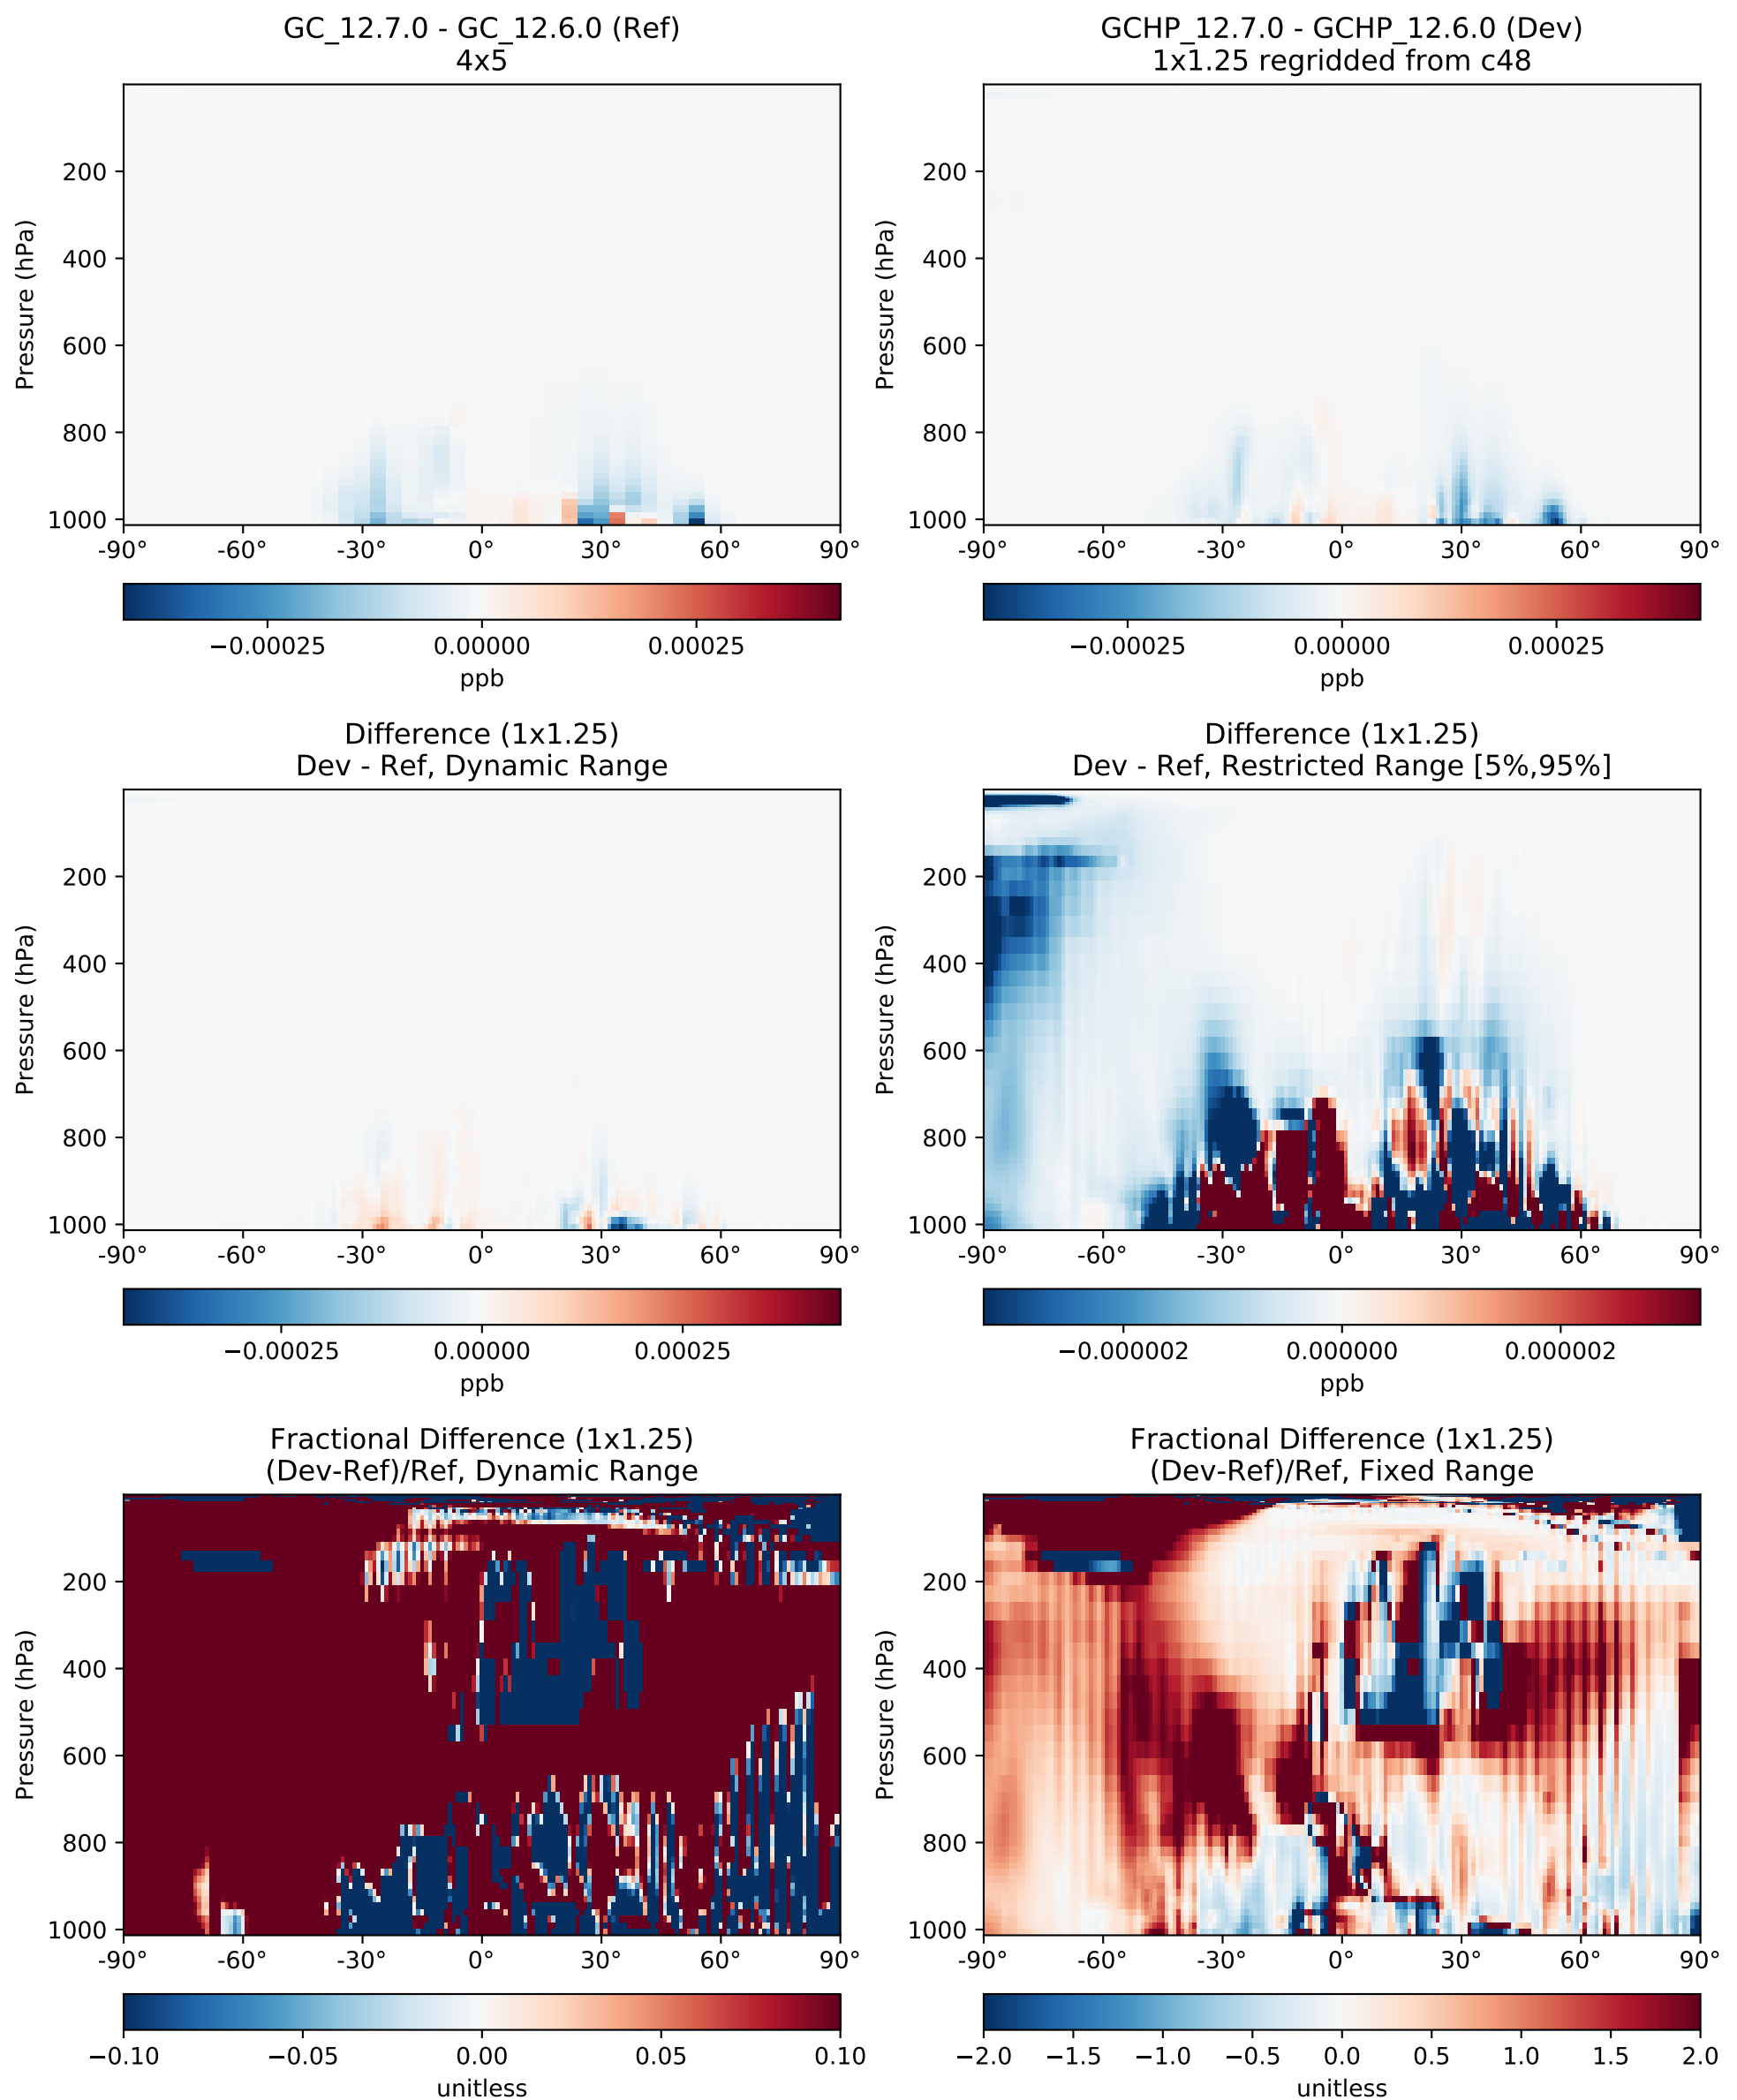 GC_12.7.0 - GC_12.6.0 (Ref)
4x5
Pressure (hPa)
200
400
600
800
1000
-90° -60° -30° 0° 30° 60° 90°
−0.00025 0.00000 0.00025
ppb
GCHP_12.7.0 - GCHP_12.6.0 (Dev)
1x1.25 regridded from c48
Pressure (hPa)
200
400
600
800
1000
-90° -60° -30° 0° 30° 60° 90°
−0.00025 0.00000 0.00025
ppb
Difference (1x1.25)
Dev - Ref, Dynamic Range
Pressure (hPa)
200
400
600
800
1000
-90° -60° -30° 0° 30° 60° 90°
−0.00025 0.00000 0.00025
ppb
Difference (1x1.25)
Dev - Ref, Restricted Range [5%,95%]
Pressure (hPa)
200
400
600
800
1000
-90° -60° -30° 0° 30° 60° 90°
−0.000002 0.000000 0.000002
ppb
Fractional Difference (1x1.25)
(Dev-Ref)/Ref, Dynamic Range
Pressure (hPa)
200
400
600
800
1000
-90° -60° -30° 0° 30° 60° 90°
−0.10 −0.05 0.00 0.05 0.10
unitless
Fractional Difference (1x1.25)
(Dev-Ref)/Ref, Fixed Range
Pressure (hPa)
200
400
600
800
1000
-90° -60° -30° 0° 30° 60° 90°
−2.0 −1.5 −1.0 −0.5 0.0 0.5 1.0 1.5 2.0
unitless